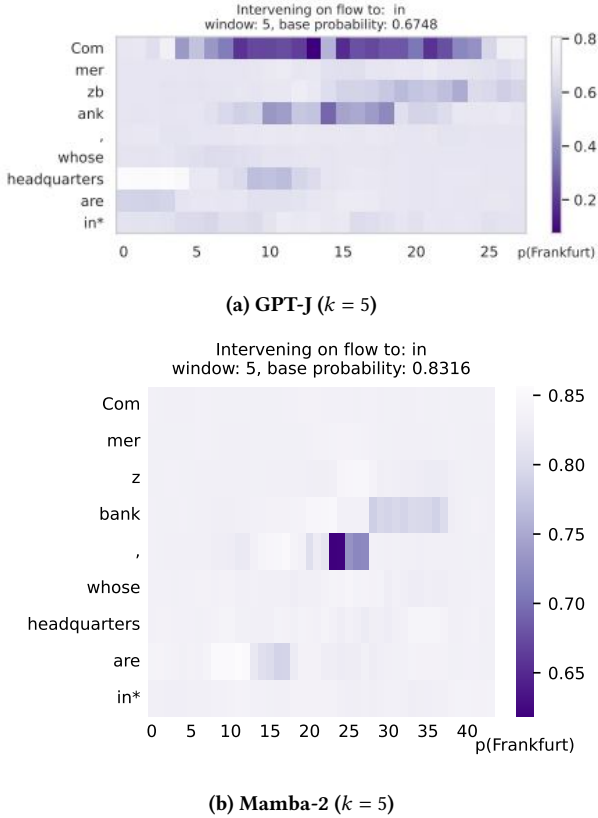 Intervening on flow to: in
window: 5, base probability: 0.6748
Com
mer
zb
ank
,
whose
headquarters
are
in*
0 5 10 15 20 25 p(Frankfurt)
0.8
0.6
0.4
0.2
(a) GPT-J (k = 5)
Intervening on flow to: in
window: 5, base probability: 0.8316
Com
mer
z
bank
,
whose
headquarters
are
in*
0 5 10 15 20 25 30 35 40
p(Frankfurt)
0.85
0.80
0.75
0.70
0.65
(b) Mamba-2 (k = 5)